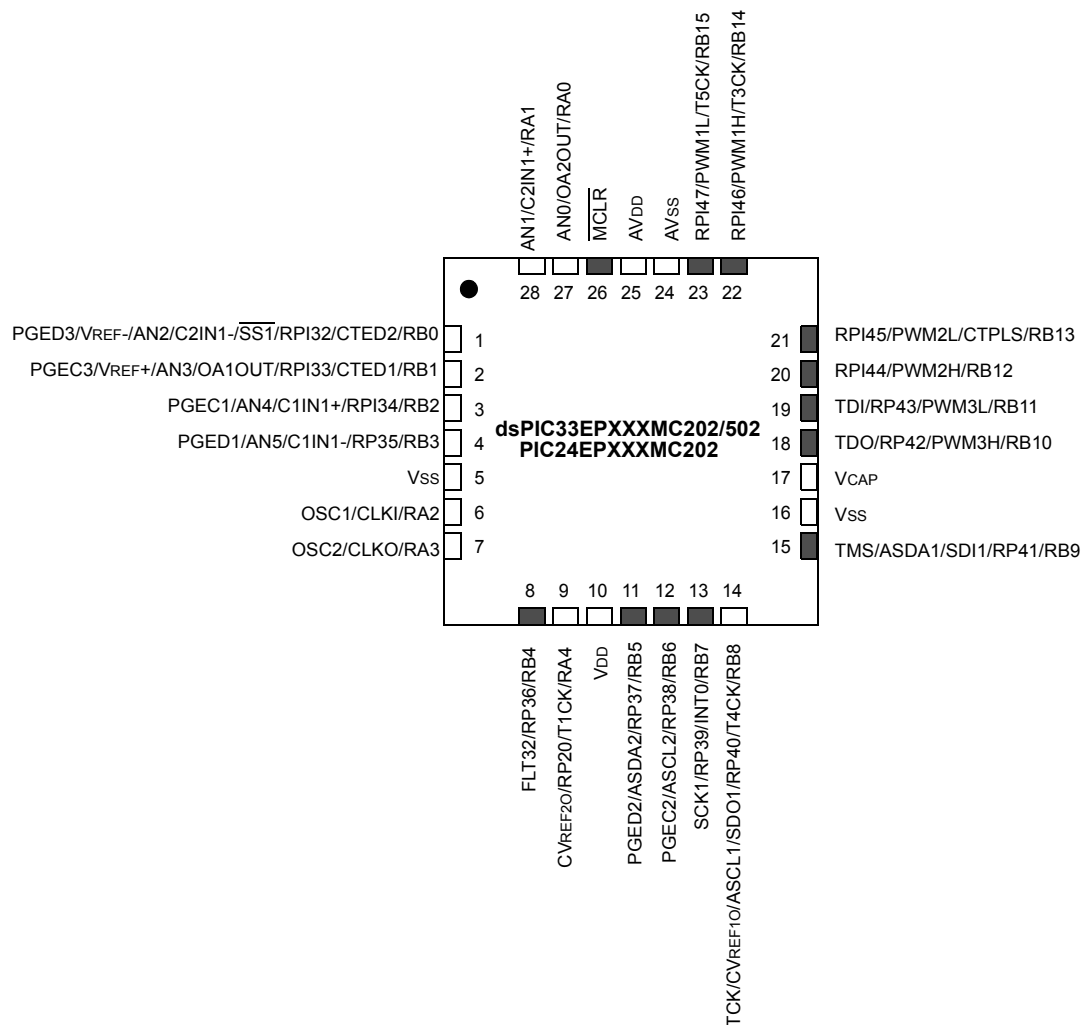 AN1/C2IN1+/RA1
AN0/OA2OUT/RA0
MCLR
AVDD
AVSS
RPI47/PWM1L/T5CK/RB15
RPI46/PWM1H/T3CK/RB14
28 27 26 25 24 23 22
PGED3/VREF-/AN2/C2IN1-/SS1/RPI32/CTED2/RB0 1
PGEC3/VREF+/AN3/OA1OUT/RPI33/CTED1/RB1 2
PGEC1/AN4/C1IN1+/RPI34/RB2 3
PGED1/AN5/C1IN1-/RP35/RB3 4
VSS 5
OSC1/CLKI/RA2 6
OSC2/CLKO/RA3 7
dsPIC33EPXXXMC202/502
PIC24EPXXXMC202
21 RPI45/PWM2L/CTPLS/RB13
20 RPI44/PWM2H/RB12
19 TDI/RP43/PWM3L/RB11
18 TDO/RP42/PWM3H/RB10
17 VCAP
16 VSS
15 TMS/ASDA1/SDI1/RP41/RB9
8 9 10 11 12 13 14
FLT32/RP36/RB4
CVREF2O/RP20/T1CK/RA4
VDD
PGED2/ASDA2/RP37/RB5
PGEC2/ASCL2/RP38/RB6
SCK1/RP39/INT0/RB7
TCK/CVREF1O/ASCL1/SDO1/RP40/T4CK/RB8